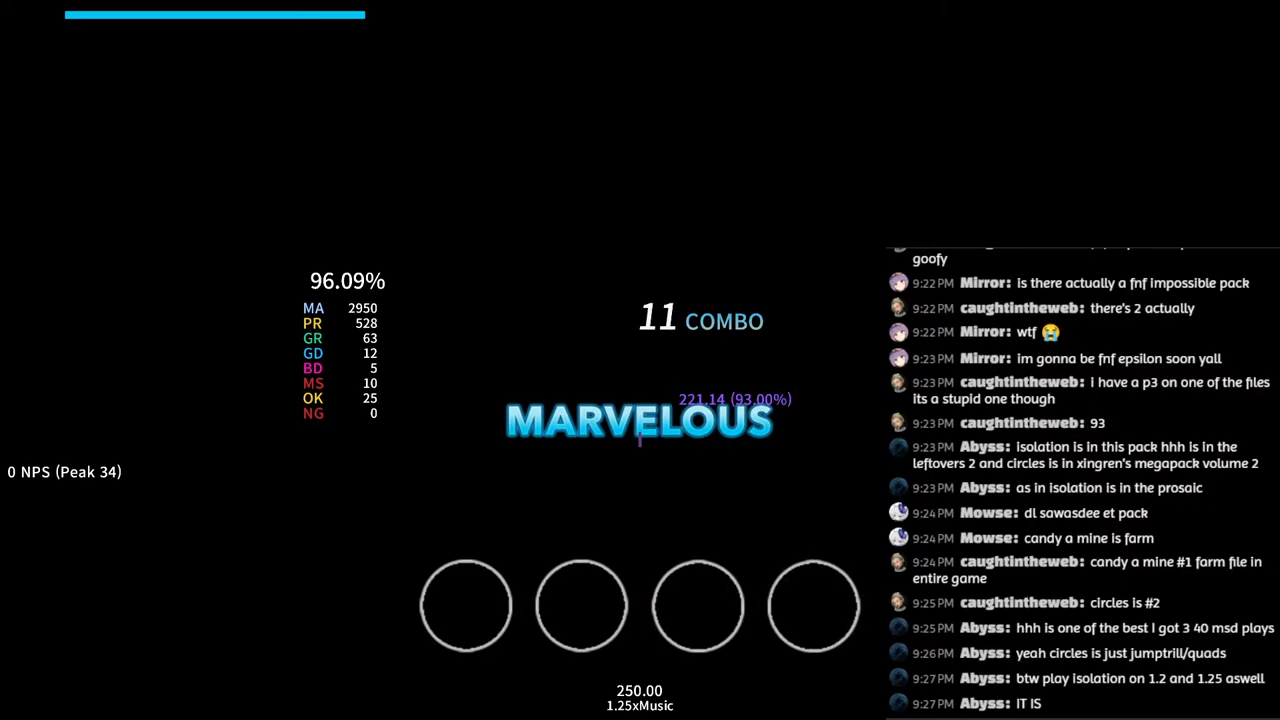 96.09%
MA 2950
PR 528
GR 63
GD 12
BD 5
MS 10
OK 25
NG 0
0 NPS (Peak 34)
11 COMBO
221.14 (93.00%)
MARVELOUS
250.00
1.25xMusic
goofy
9:22 PM Mirror: is there actually a fnf impossible pack
9:22 PM caughtintheweb: there's 2 actually
9:22 PM Mirror: wtf 😭
9:23 PM Mirror: im gonna be fnf epsilon soon yall
9:23 PM caughtintheweb: i have a p3 on one of the files
its a stupid one though
9:23 PM caughtintheweb: 93
9:23 PM Abyss: isolation is in this pack hhh is in the
leftovers 2 and circles is in xingren's megapack volume 2
9:23 PM Abyss: as in isolation is in the prosaic
9:24 PM Mowse: dl sawasdee et pack
9:24 PM Mowse: candy a mine is farm
9:24 PM caughtintheweb: candy a mine #1 farm file in
entire game
9:25 PM caughtintheweb: circles is #2
9:25 PM Abyss: hhh is one of the best I got 3 40 msd plays
9:26 PM Abyss: yeah circles is just jumptrill/quads
9:27 PM Abyss: btw play isolation on 1.2 and 1.25 aswell
9:27 PM Abyss: IT IS